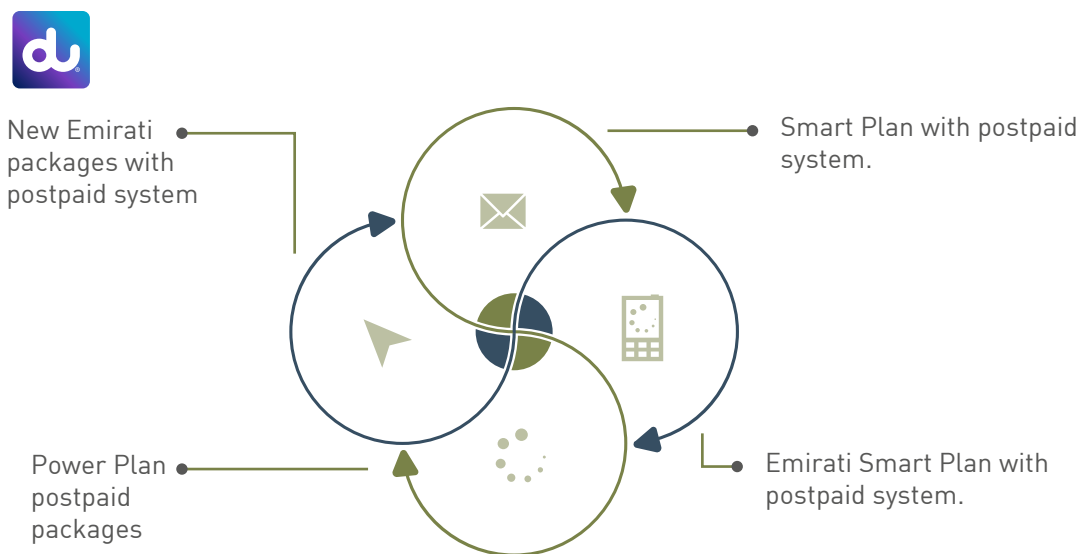 du
New Emirati
packages with
postpaid system
Smart Plan with postpaid
system.
Power Plan
postpaid
packages
Emirati Smart Plan with
postpaid system.